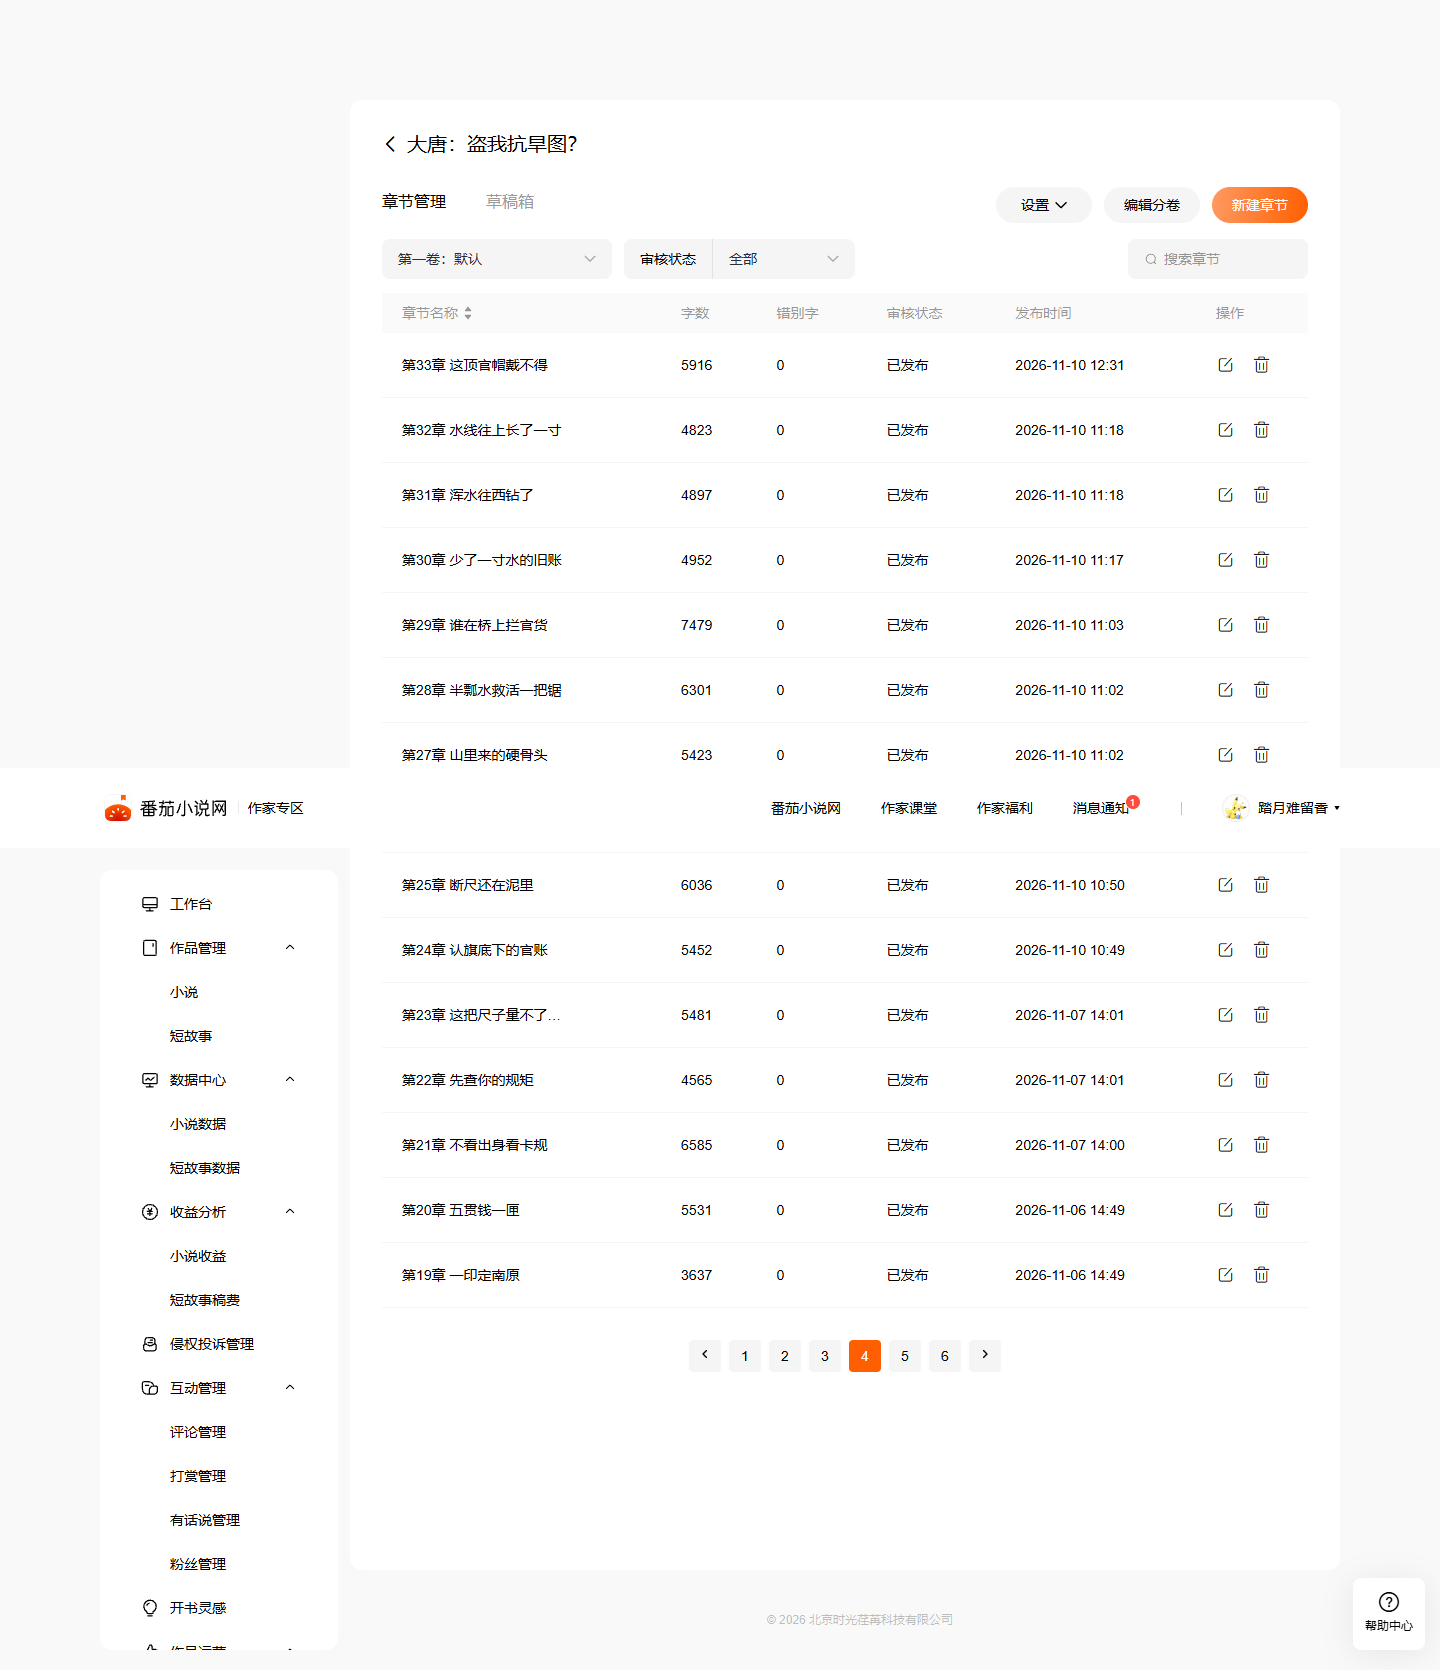 大唐：盗我抗旱图？
章节管理 草稿箱 设置 编辑分卷 新建章节
第一卷：默认 审核状态 全部 搜索章节
章节名称 字数 错别字 审核状态 发布时间 操作
第33章 这顶官帽戴不得 5916 0 已发布 2026-11-10 12:31
第32章 水线往上长了一寸 4823 0 已发布 2026-11-10 11:18
第31章 浑水往西钻了 4897 0 已发布 2026-11-10 11:18
第30章 少了一寸水的旧账 4952 0 已发布 2026-11-10 11:17
第29章 谁在桥上拦官货 7479 0 已发布 2026-11-10 11:03
第28章 半瓢水救活一把锯 6301 0 已发布 2026-11-10 11:02
第27章 山里来的硬骨头 5423 0 已发布 2026-11-10 11:02
番茄小说网 作家专区 番茄小说网 作家课堂 作家福利 消息通知 1 踏月难留香
第25章 断尺还在泥里 6036 0 已发布 2026-11-10 10:50
第24章 认旗底下的官账 5452 0 已发布 2026-11-10 10:49
第23章 这把尺子量不了... 5481 0 已发布 2026-11-07 14:01
第22章 先查你的规矩 4565 0 已发布 2026-11-07 14:01
第21章 不看出身看卡规 6585 0 已发布 2026-11-07 14:00
第20章 五贯钱一匣 5531 0 已发布 2026-11-06 14:49
第19章 一印定南原 3637 0 已发布 2026-11-06 14:49
1 2 3 4 5 6
工作台
作品管理
小说
短故事
数据中心
小说数据
短故事数据
收益分析
小说收益
短故事稿费
侵权投诉管理
互动管理
评论管理
打赏管理
有话说管理
粉丝管理
开书灵感
© 2026 北京时光荏苒科技有限公司
帮助中心